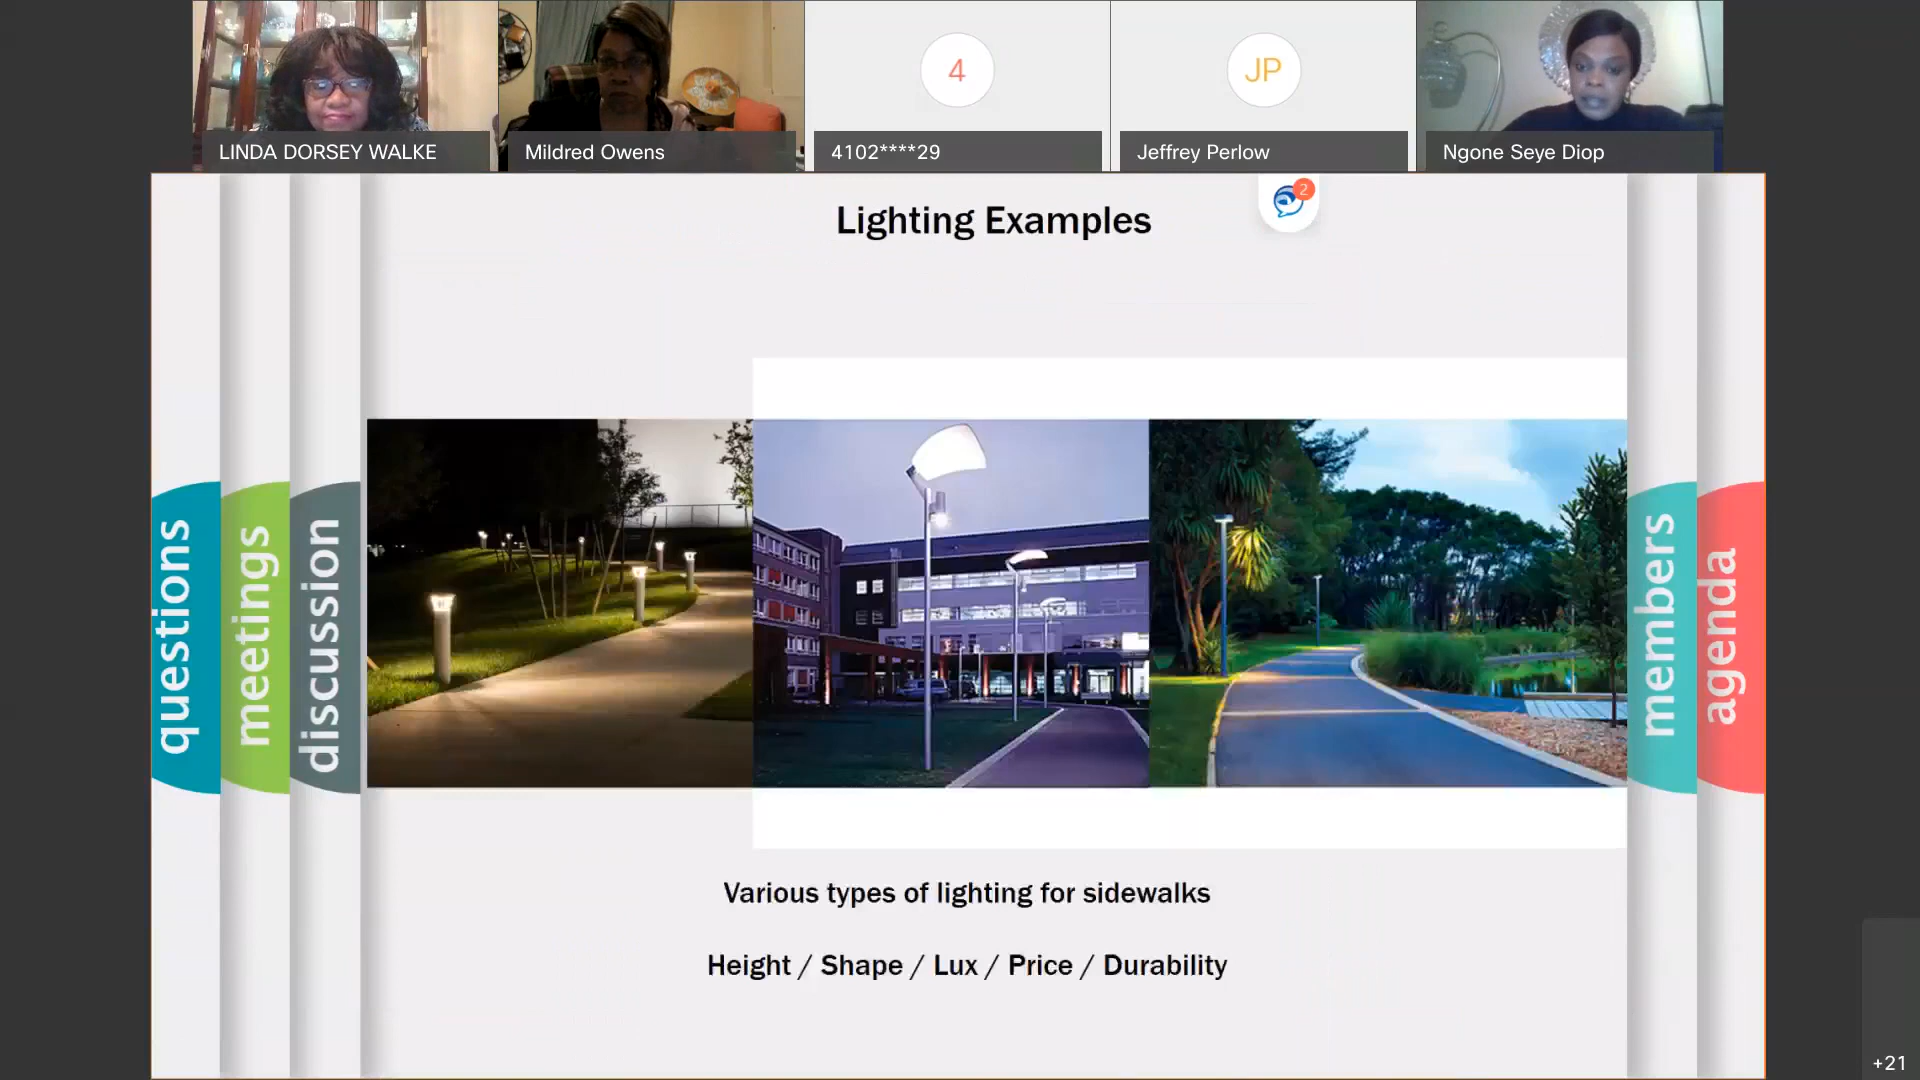 4
JP
LINDA DORSEY WALKE
Mildred Owens
4102****29
Jeffrey Perlow
Ngone Seye Diop
2
Lighting Examples
questions
meetings
discussion
members
agenda
Various types of lighting for sidewalks
Height / Shape / Lux / Price / Durability
+21